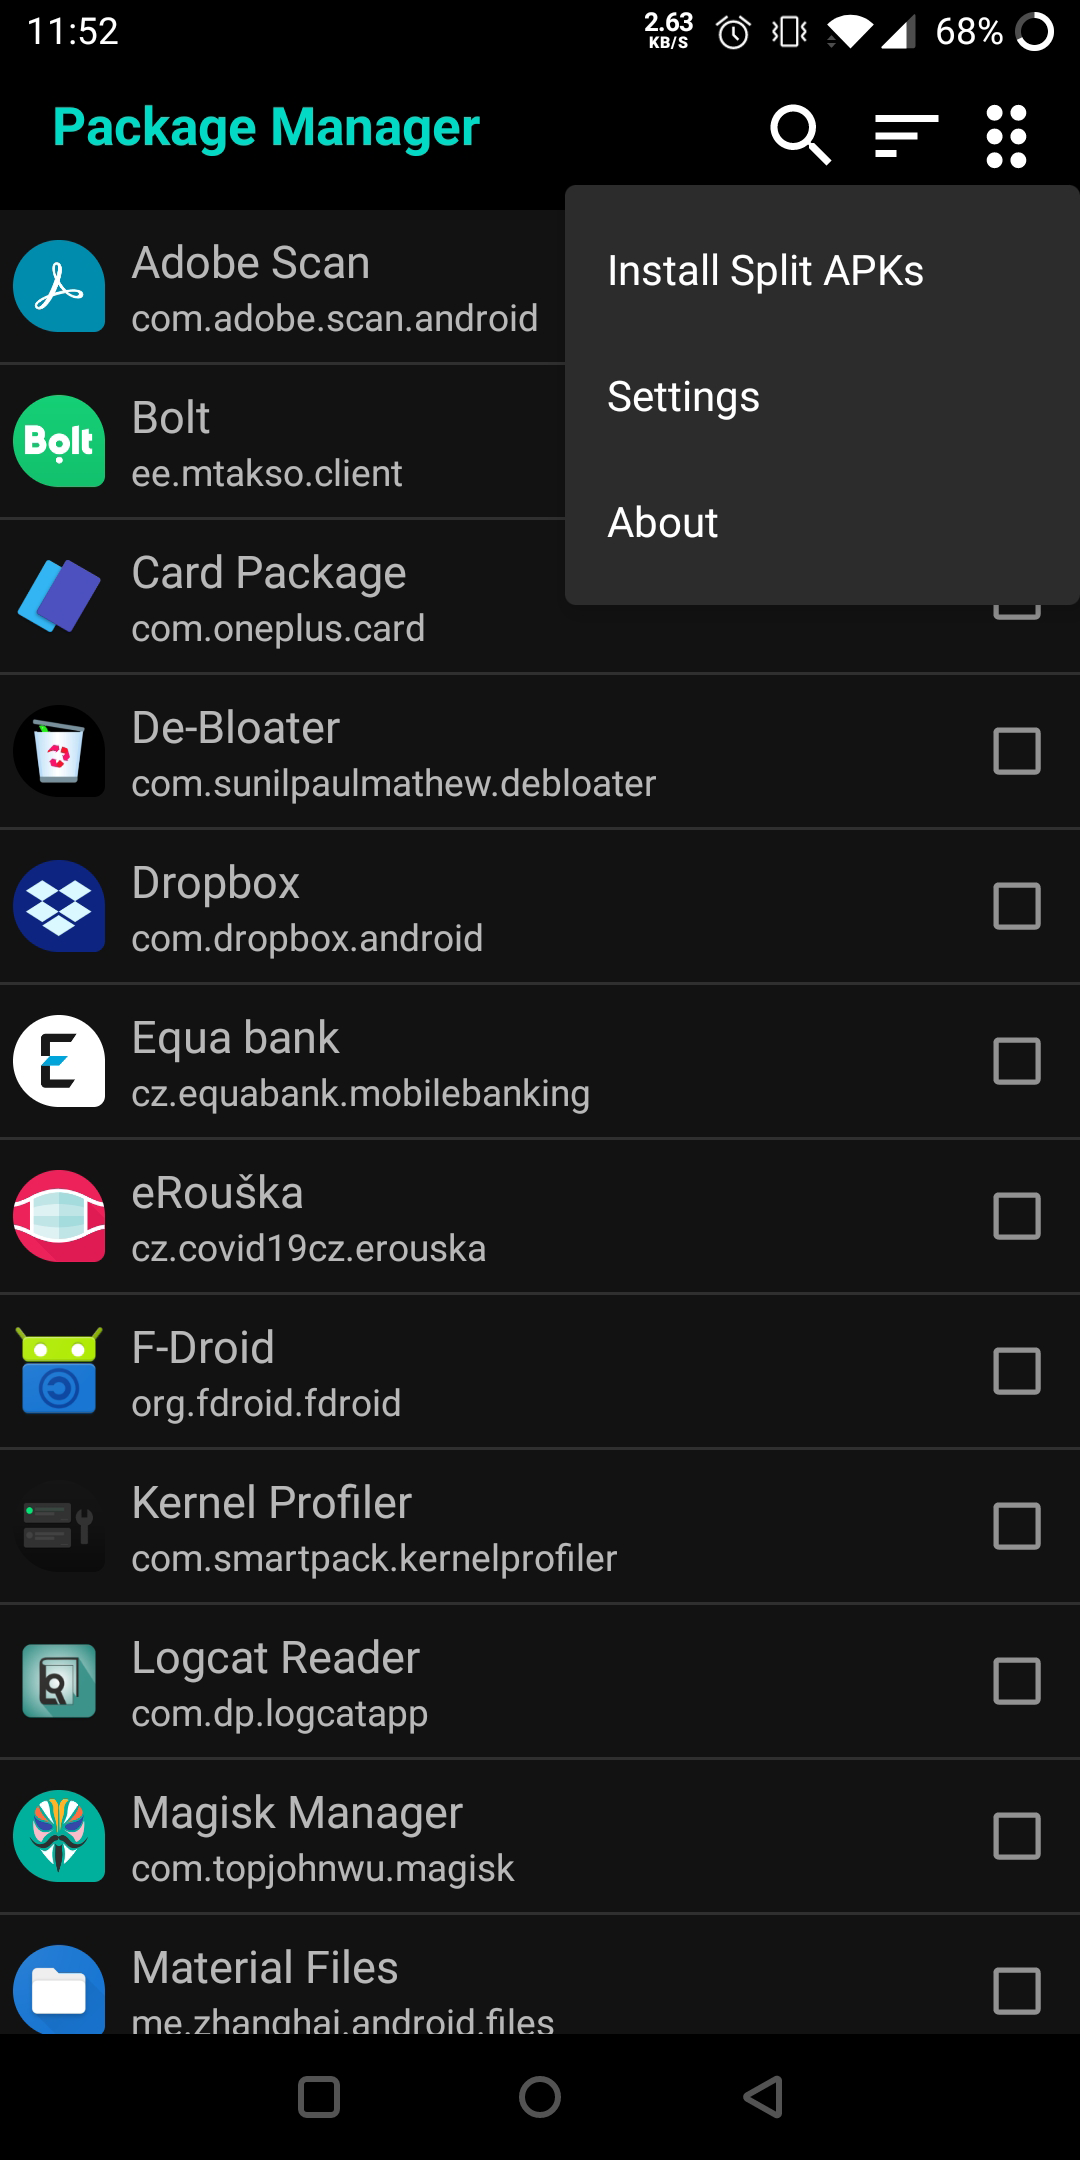 11:52
2.63
KB/S
68%
Package Manager
Install Split APKs
Settings
About
Adobe Scan
com.adobe.scan.android
Bolt
Bolt
ee.mtakso.client
Card Package
com.oneplus.card
De-Bloater
com.sunilpaulmathew.debloater
Dropbox
com.dropbox.android
Equa bank
cz.equabank.mobilebanking
eRouška
cz.covid19cz.erouska
F-Droid
org.fdroid.fdroid
Kernel Profiler
com.smartpack.kernelprofiler
Logcat Reader
com.dp.logcatapp
Magisk Manager
com.topjohnwu.magisk
Material Files
me.zhanghai.android.files